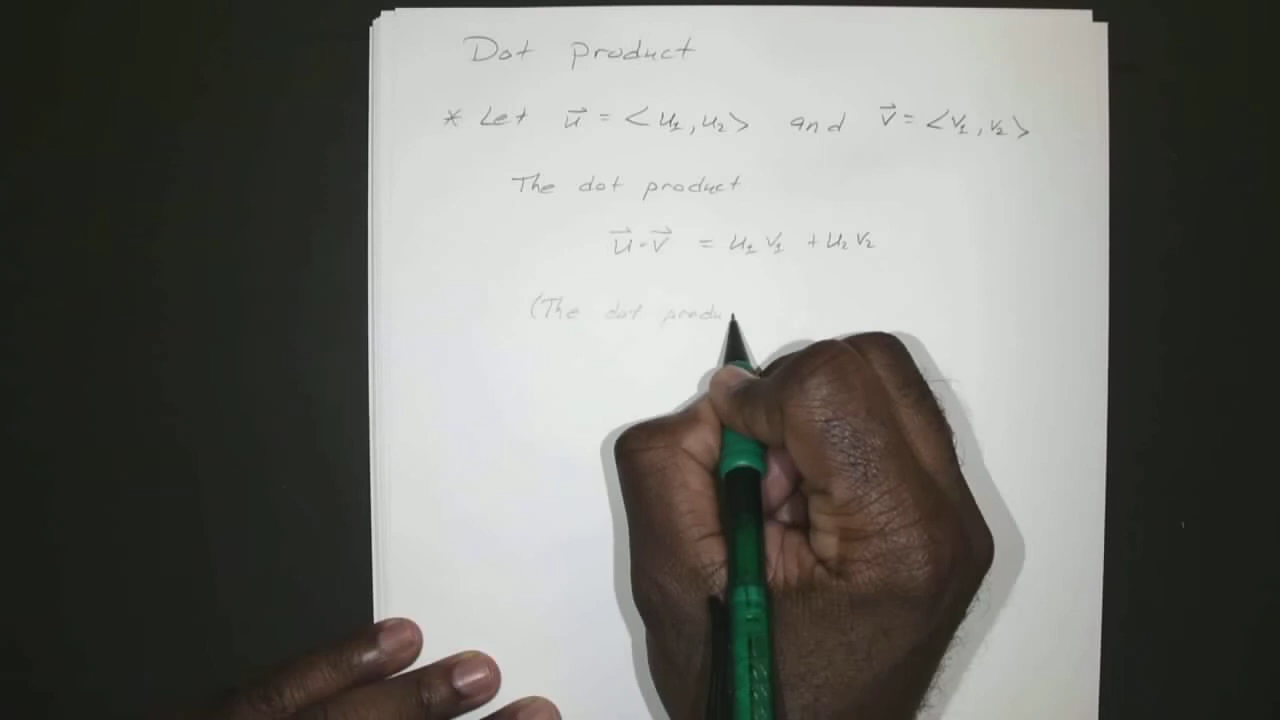 Dot product
* Let u⃗ = <u₁, u₂> and v⃗ = <v₁, v₂>
The dot product
u⃗ · v⃗ = u₁ v₁ + u₂ v₂
(The dot produ